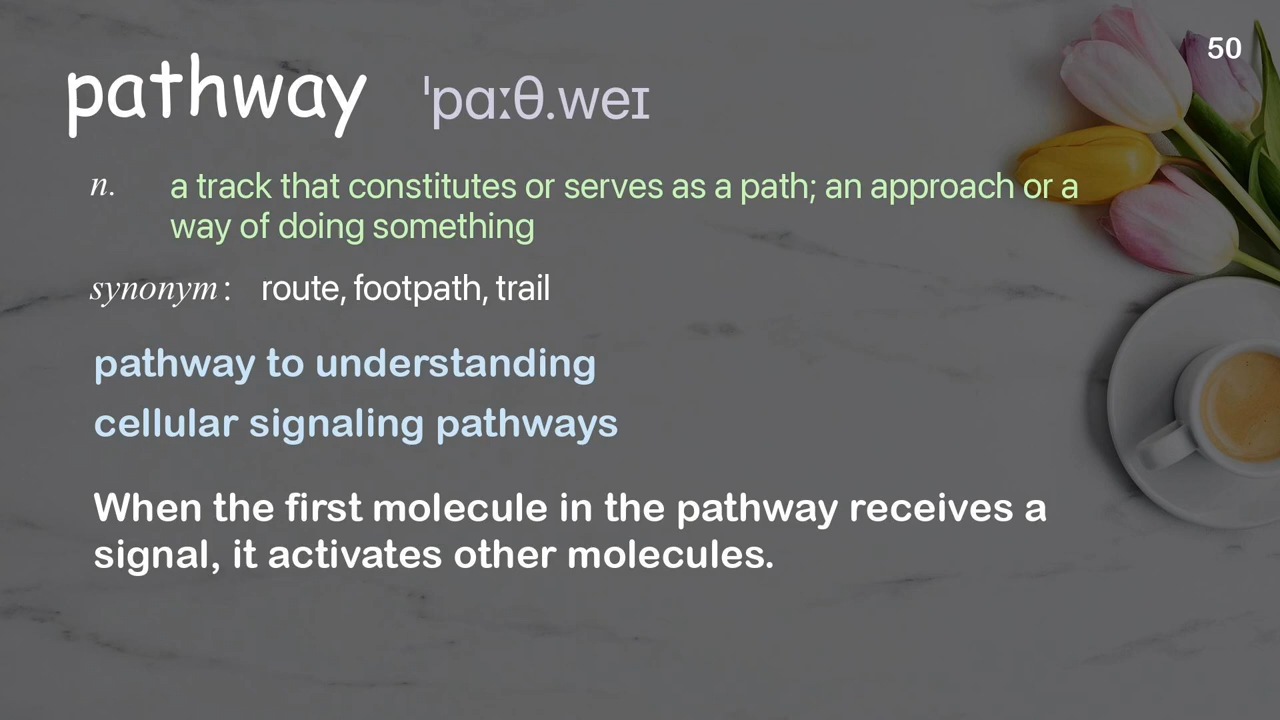 50
pathway ˈpɑːθ.weɪ
n. a track that constitutes or serves as a path; an approach or a
way of doing something
synonym: route, footpath, trail
pathway to understanding
cellular signaling pathways
When the first molecule in the pathway receives a
signal, it activates other molecules.